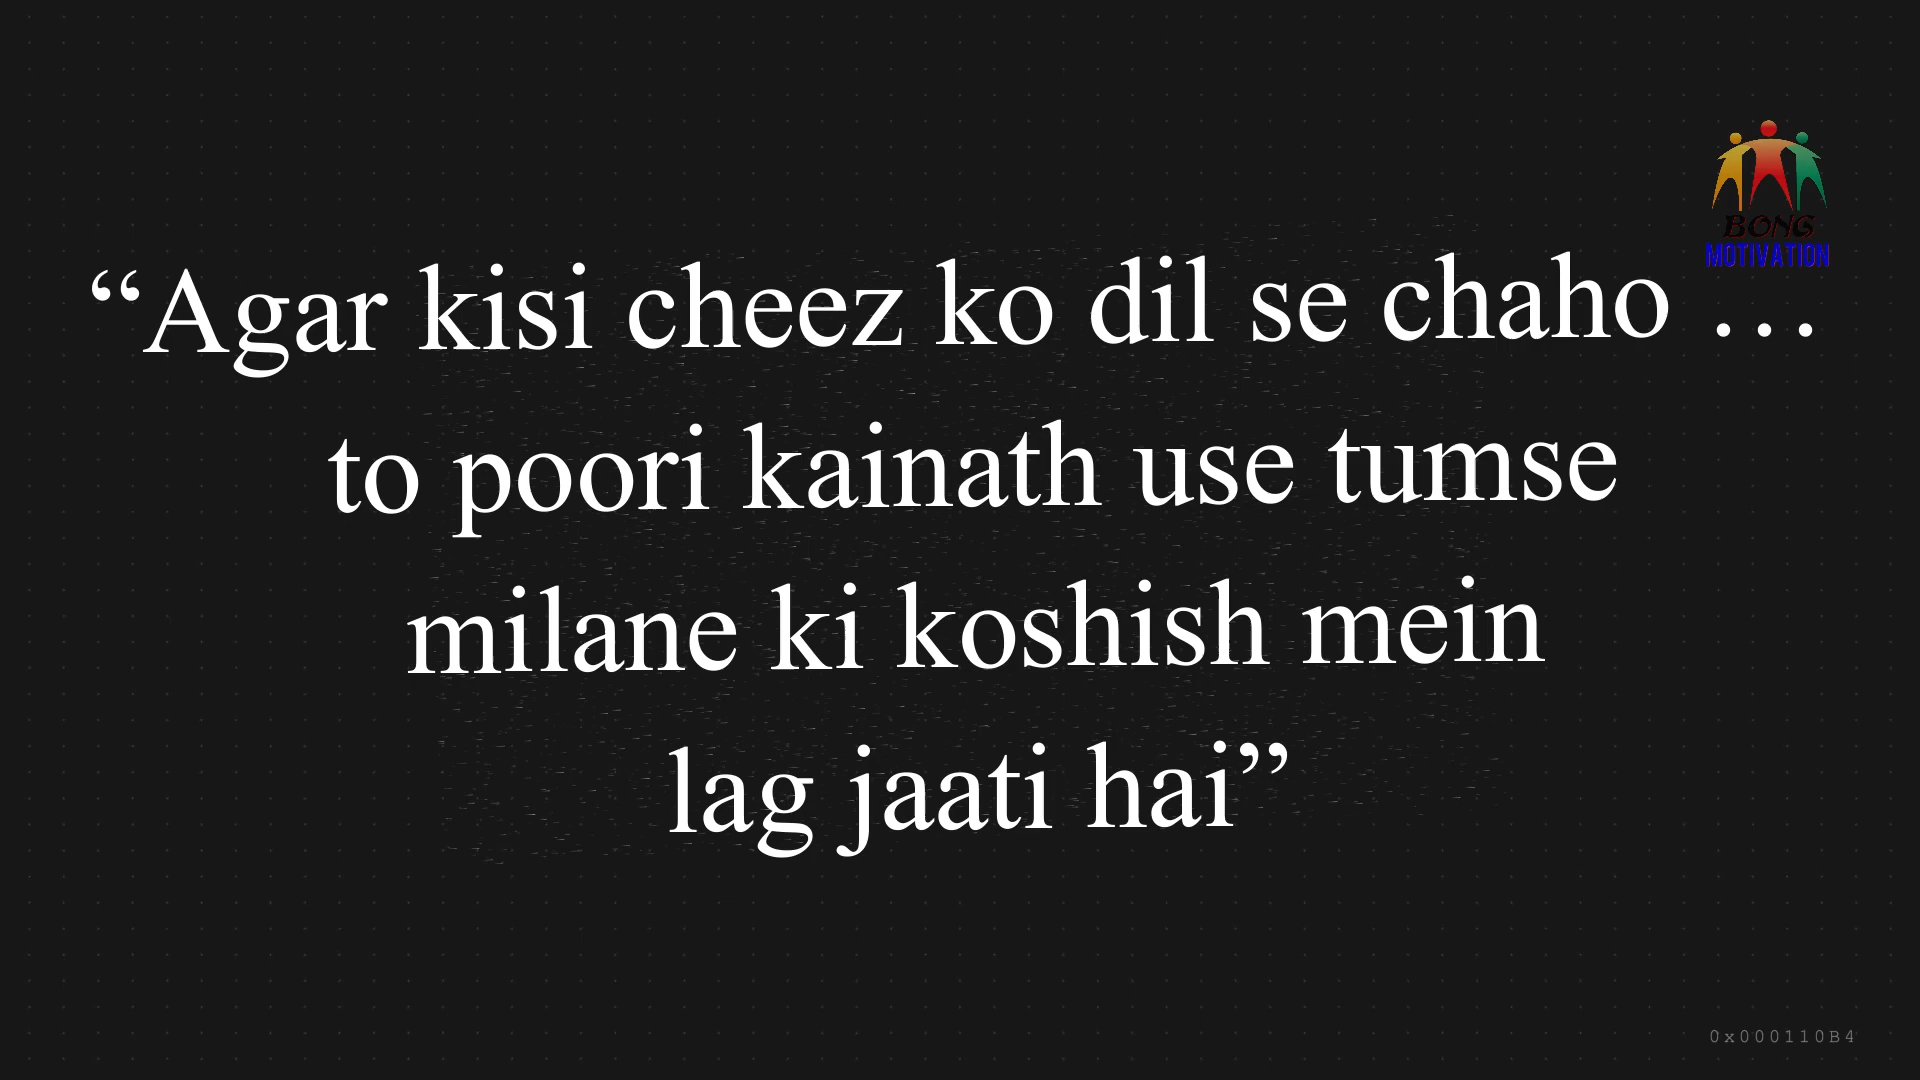 BONG
MOTIVATION
“Agar kisi cheez ko dil se chaho …
to poori kainath use tumse
milane ki koshish mein
lag jaati hai”
0x000110B4